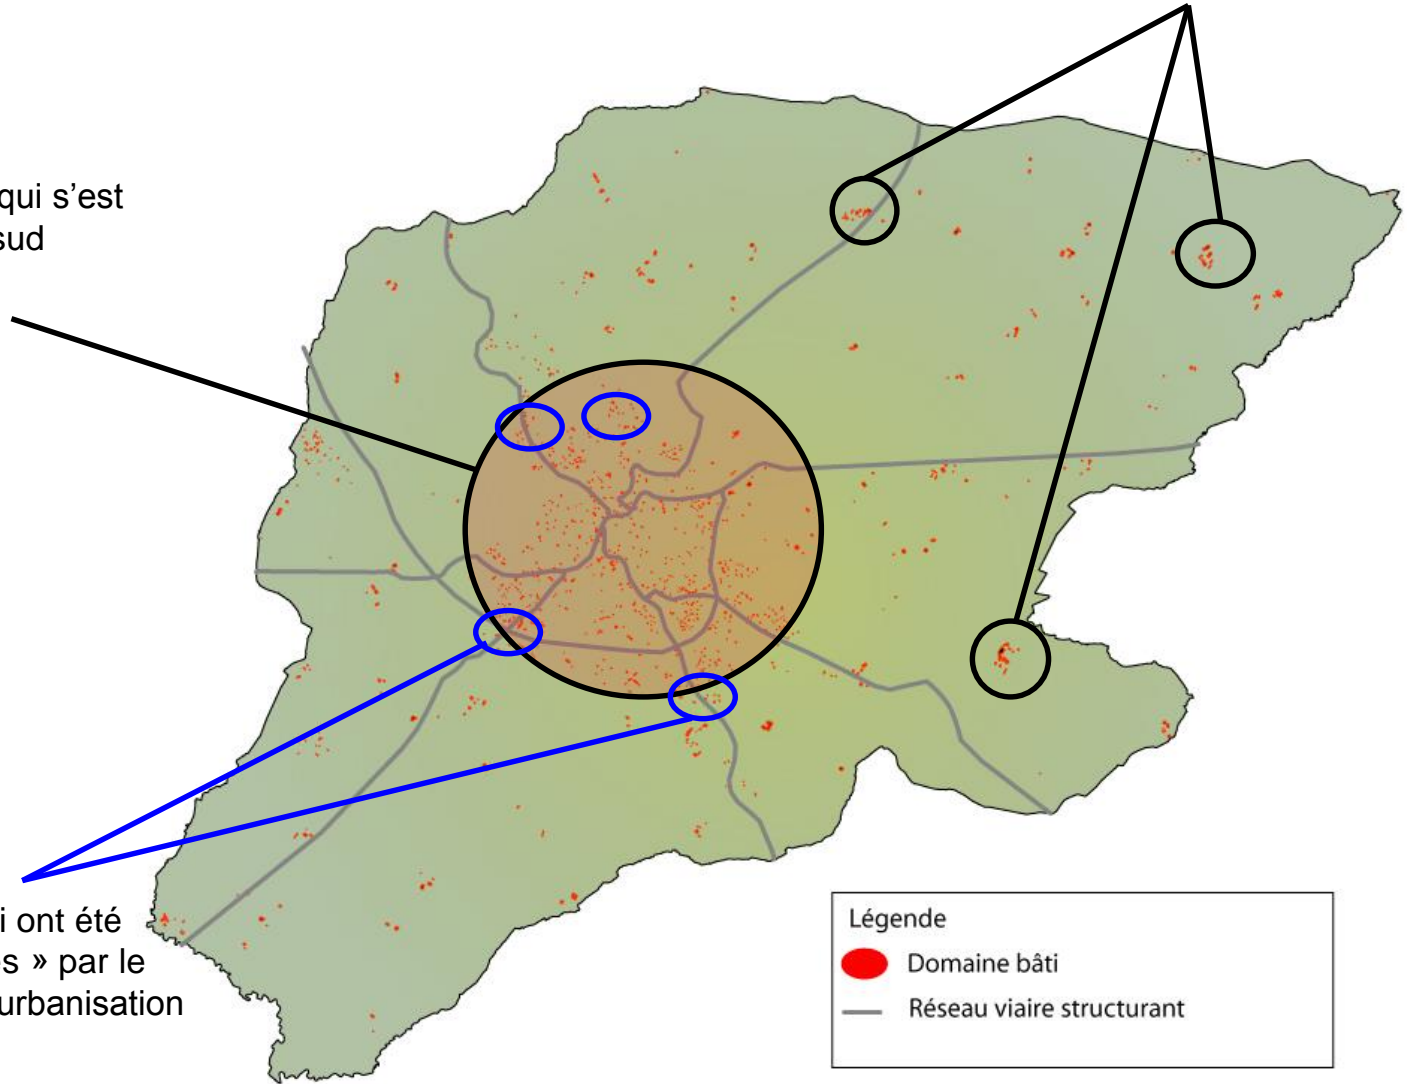 qui s’est
sud
i ont été
s » par le
urbanisation
Légende
Domaine bâti
Réseau viaire structurant